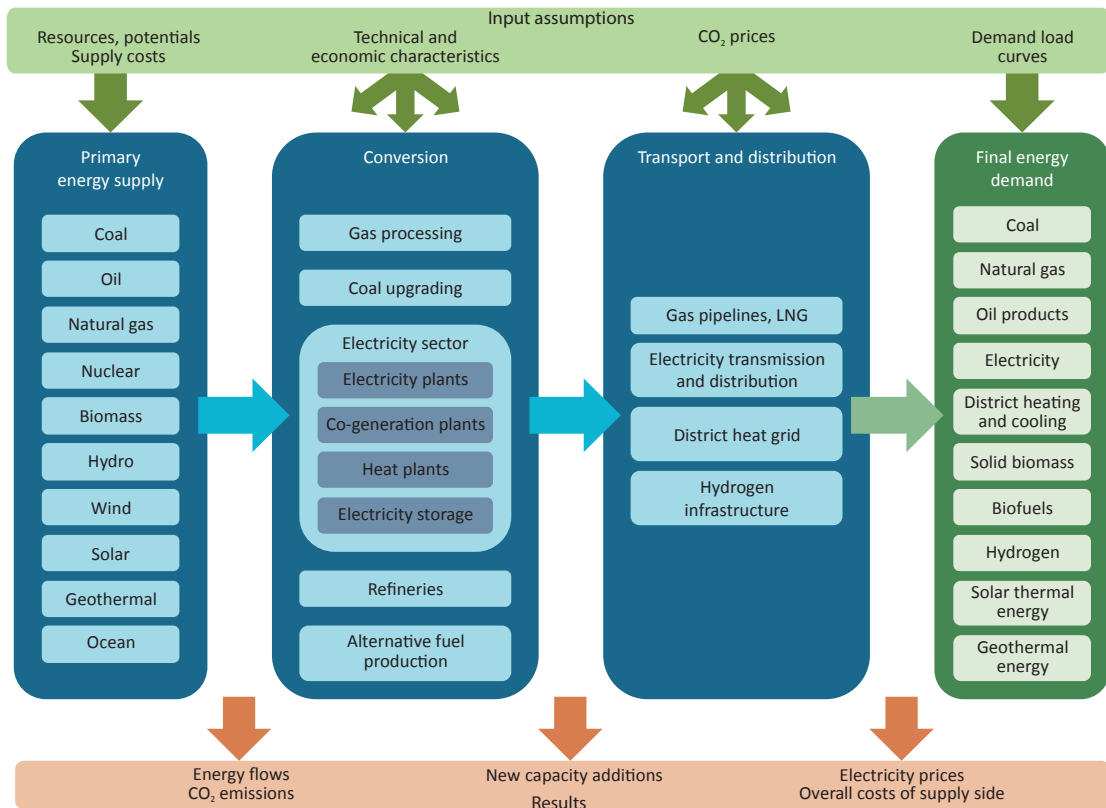 Input assumptions
Resources, potentials
Supply costs
Technical and
economic characteristics
CO₂ prices
Demand load
curves
Primary
energy supply
Coal
Oil
Natural gas
Nuclear
Biomass
Hydro
Wind
Solar
Geothermal
Ocean
Conversion
Gas processing
Coal upgrading
Electricity sector
Electricity plants
Co-generation plants
Heat plants
Electricity storage
Refineries
Alternative fuel
production
Transport and distribution
Gas pipelines, LNG
Electricity transmission
and distribution
District heat grid
Hydrogen
infrastructure
Final energy
demand
Coal
Natural gas
Oil products
Electricity
District heating
and cooling
Solid biomass
Biofuels
Hydrogen
Solar thermal
energy
Geothermal
energy
Energy flows
CO₂ emissions
New capacity additions
Electricity prices
Overall costs of supply side
Results